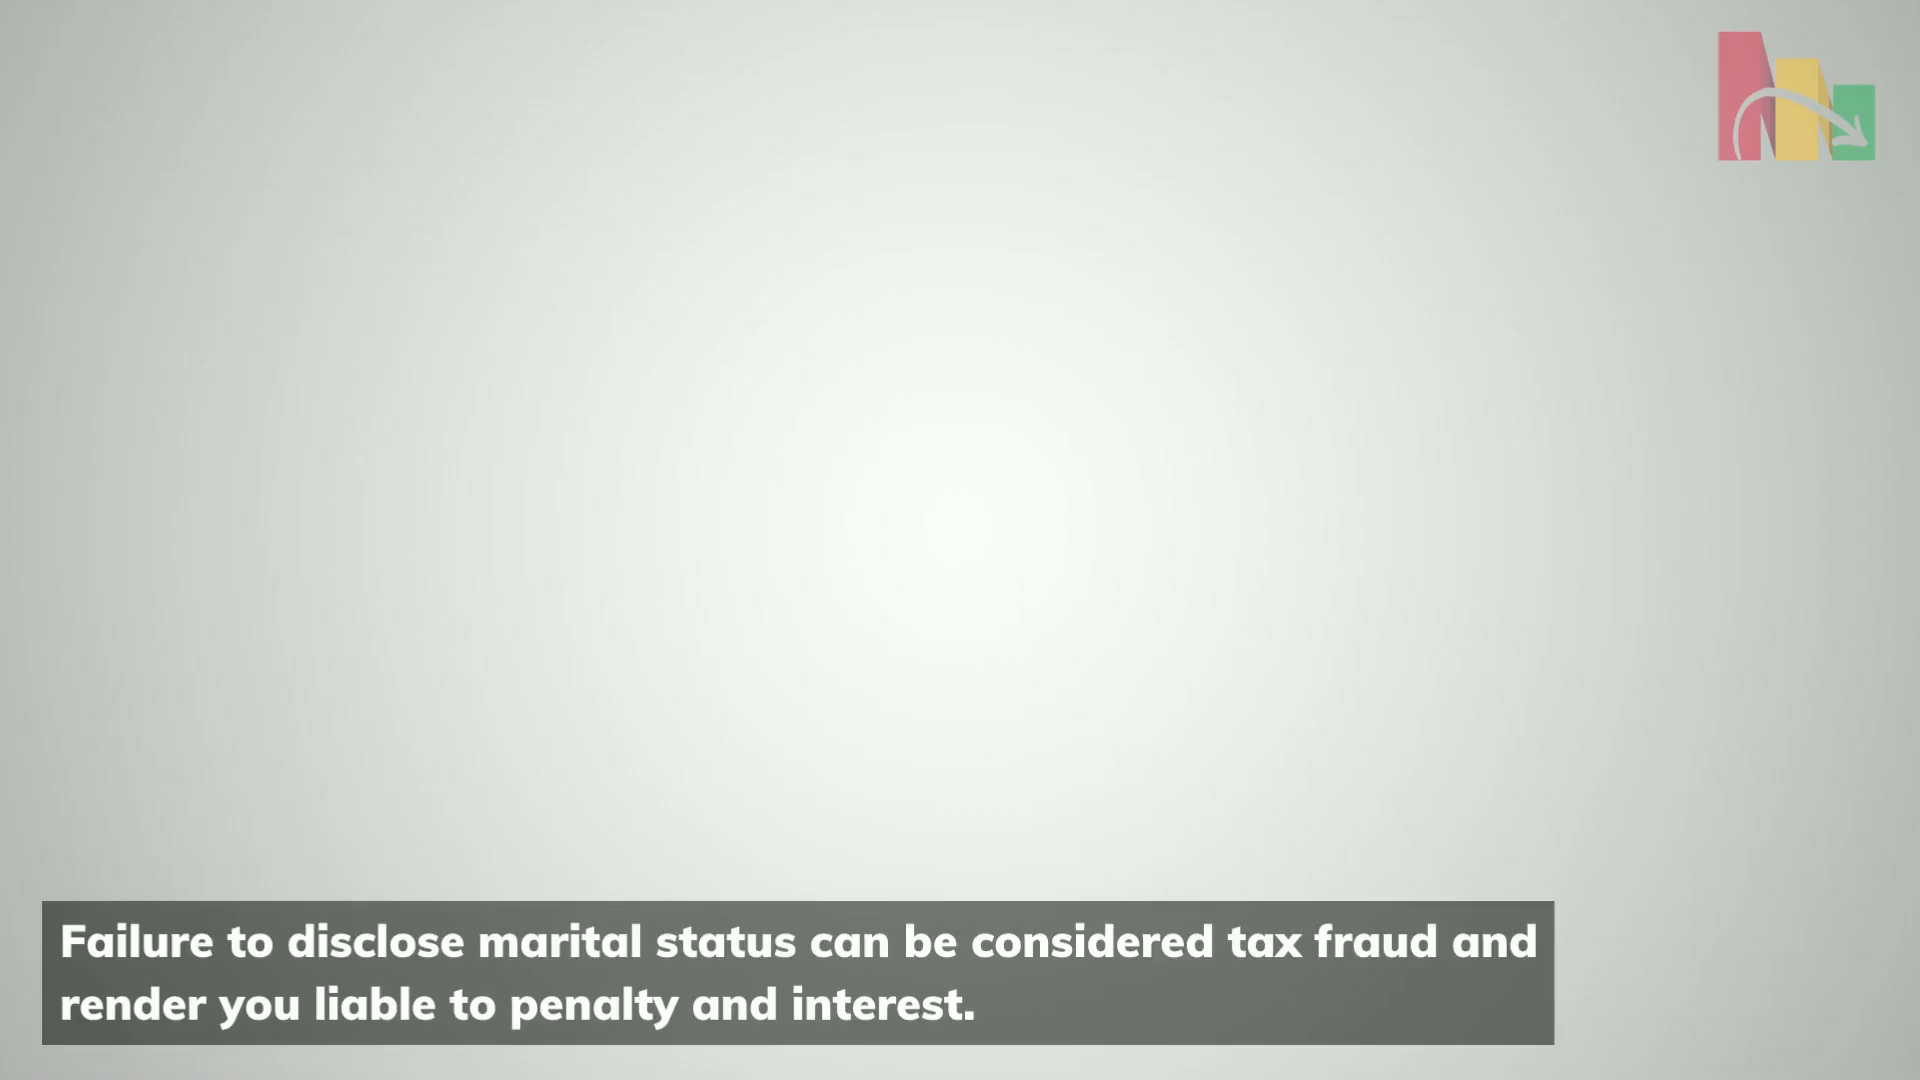 Failure to disclose marital status can be considered tax fraud and
render you liable to penalty and interest.